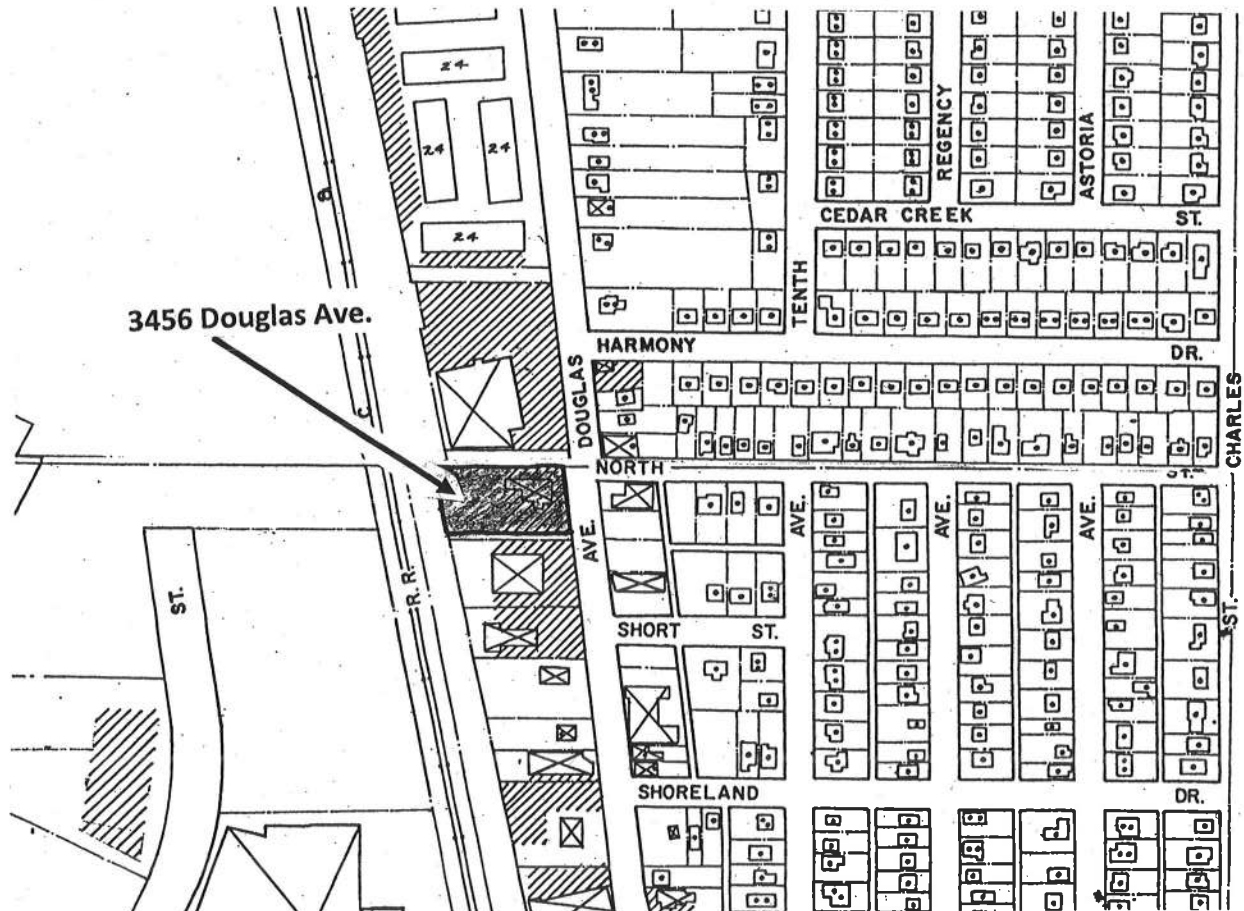 24
24
24
24
REGENCY
ASTORIA
CEDAR CREEK
ST.
TENTH
3456 Douglas Ave.
HARMONY
DR.
DOUGLAS
CHARLES
C
NORTH
ST.
AVE.
AVE.
AVE.
AVE.
R.R.
ST.
ST.
SHORT
ST.
SHORELAND
DR.